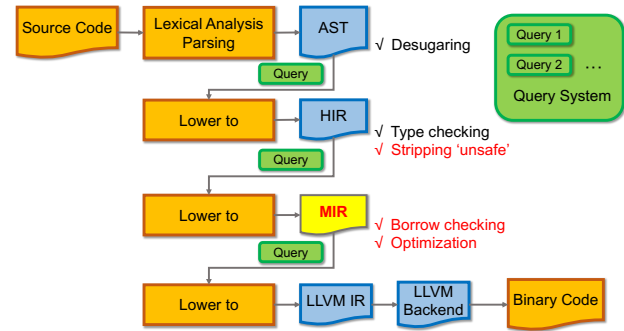 Source Code
Lexical Analysis
Parsing
AST
√ Desugaring
Query 1
Query 2 ...
Query System
Query
Lower to
HIR
√ Type checking
√ Stripping ‘unsafe’
Query
Lower to
MIR
√ Borrow checking
√ Optimization
Query
Lower to
LLVM IR
LLVM
Backend
Binary Code